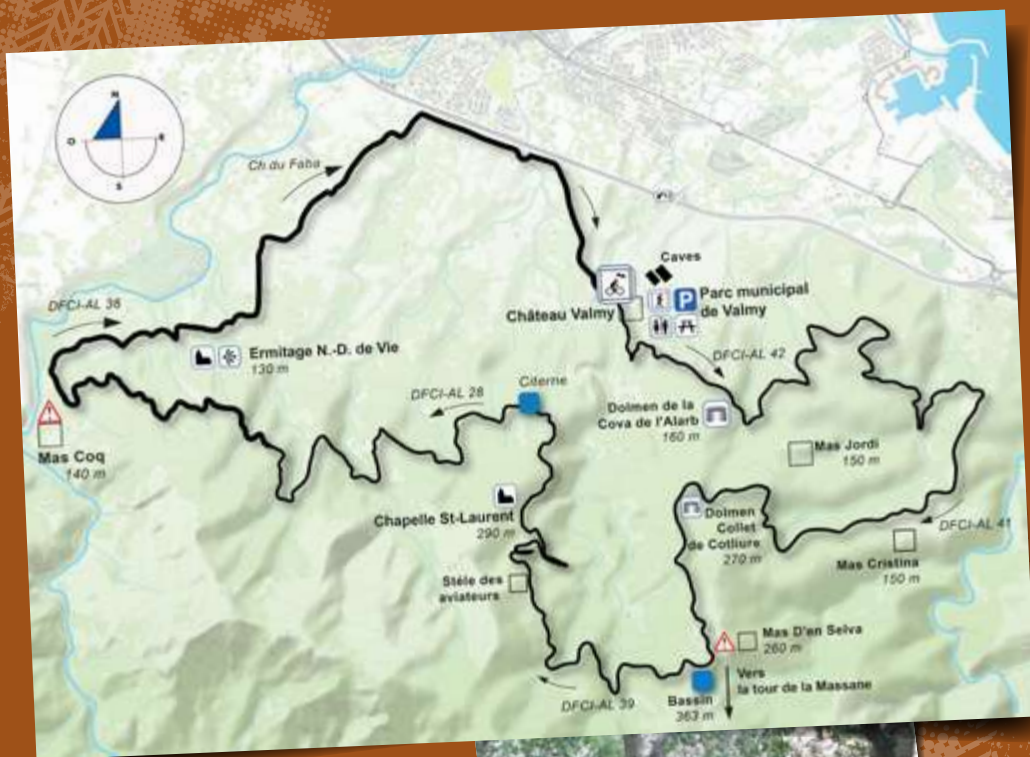 N
O
E
S
Ch du Faba
Caves
P
Parc municipal
de Valmy
Château Valmy
DFCI-AL 36
DFCI-AL 42
Ermitage N.-D. de Vie
130 m
Citerne
DFCI-AL 28
Dolmen de la
Cova de l'Alarb
160 m
Mas Jordi
150 m
Mas Coq
140 m
Chapelle St-Laurent
290 m
Dolmen
Collet
de Cotliure
270 m
DFCI-AL 41
Mas Cristina
150 m
Stéle des
aviateurs
Mas D'en Selva
260 m
Vers
la tour de la Massane
DFCI-AL 39
Bassin
363 m